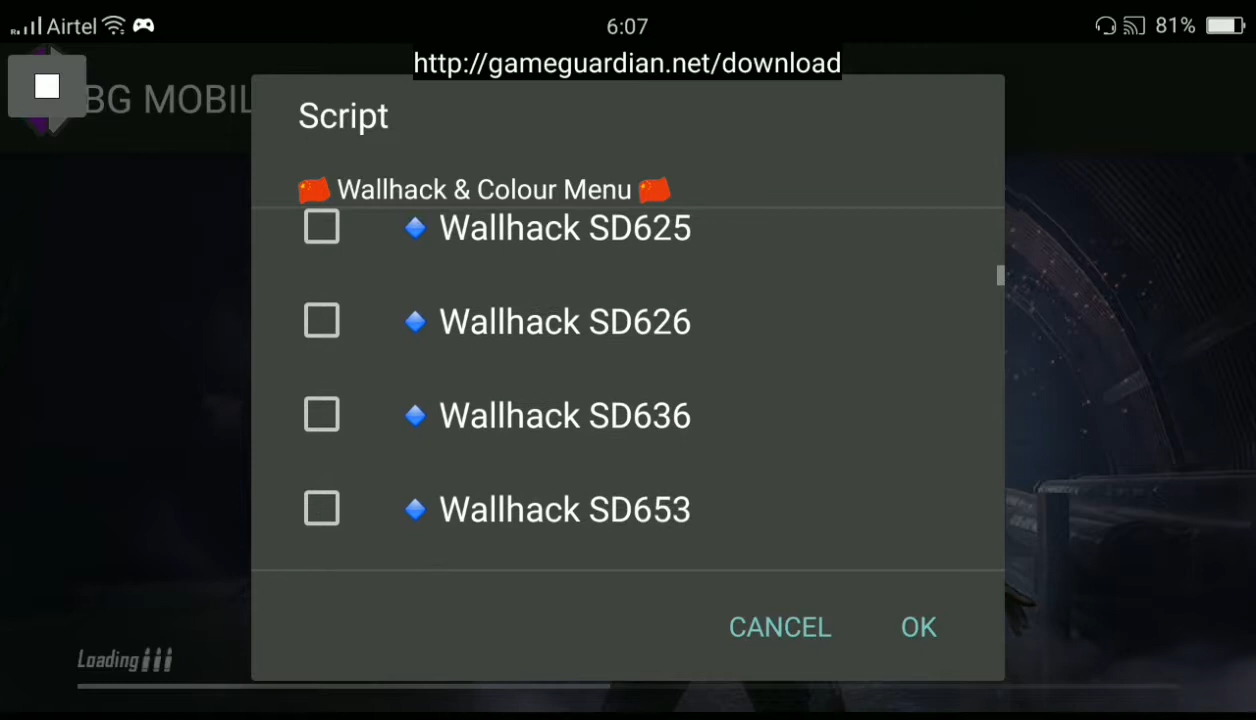 Airtel 6:07 81%
http://gameguardian.net/download
BG MOBIL
Script
Wallhack & Colour Menu
Wallhack SD625
Wallhack SD626
Wallhack SD636
Wallhack SD653
CANCEL OK
Loading